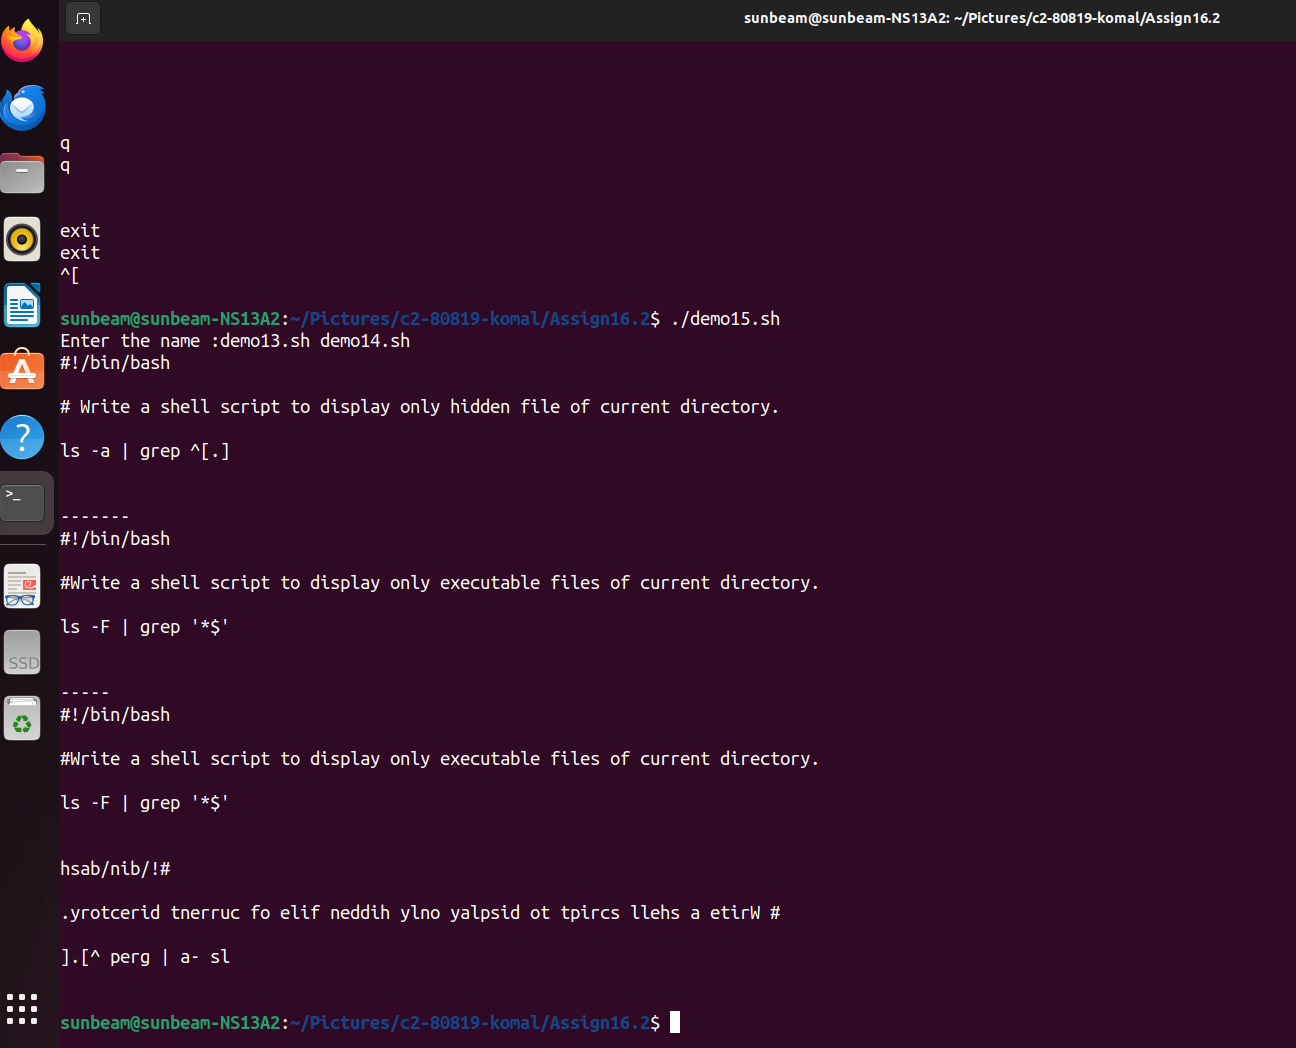 sunbeam@sunbeam-NS13A2: ~/Pictures/c2-80819-komal/Assign16.2
q
q
exit
exit
^[
sunbeam@sunbeam-NS13A2:~/Pictures/c2-80819-komal/Assign16.2$ ./demo15.sh
Enter the name :demo13.sh demo14.sh
#!/bin/bash
# Write a shell script to display only hidden file of current directory.
ls -a | grep ^[.]
-------
#!/bin/bash
#Write a shell script to display only executable files of current directory.
ls -F | grep '*$'
-----
#!/bin/bash
#Write a shell script to display only executable files of current directory.
ls -F | grep '*$'
hsab/nib/!#
.yrotcerid tnerruc fo elif neddih ylno yalpsid ot tpircs llehs a etirW #
].[^ perg | a- sl
sunbeam@sunbeam-NS13A2:~/Pictures/c2-80819-komal/Assign16.2$
SSD